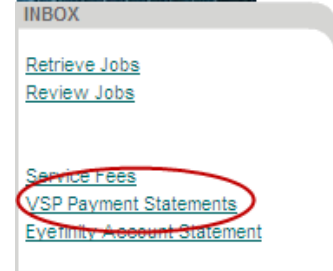 INBOX
Retrieve Jobs
Review Jobs
Service Fees
VSP Payment Statements
Eyefinity Account Statement